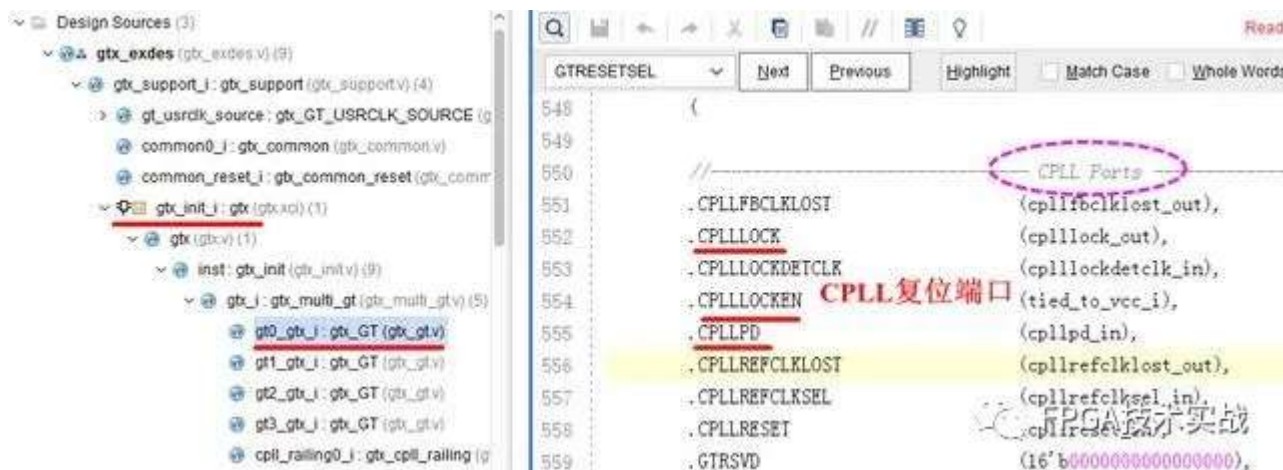 Design Sources (3)
gtx_exdes (gtx_exdes.v) (9)
gtx_support_i : gtx_support (gtx_support.v) (4)
gt_usrclk_source : gtx_GT_USRCLK_SOURCE (g
common0_i : gtx_common (gtx_common.v)
common_reset_i : gtx_common_reset (gtx_comm
gtx_init_i : gtx (gtx.xci) (1)
gtx (gtx.v) (1)
inst : gtx_init (gtx_init.v) (9)
gtx_i : gtx_multi_gt (gtx_multi_gt.v) (5)
gt0_gtx_i : gtx_GT (gtx_gt.v)
gt1_gtx_i : gtx_GT (gtx_gt.v)
gt2_gtx_i : gtx_GT (gtx_gt.v)
gt3_gtx_i : gtx_GT (gtx_gt.v)
cpll_railing0_i : gtx_cpll_railing (g
Read
GTRESETSEL Next Previous Highlight Match Case Whole Words
548 (
549
550 //---- CPLL Ports ----
551 .CPLLFBCLKLOST (cpllfbclklost_out),
552 .CPLLLOCK (cplllock_out),
553 .CPLLLOCKDETCLK (cplllockdetclk_in),
554 .CPLLLOCKEN (tied_to_vcc_i),
CPLL复位端口
555 .CPLLPD (cpllpd_in),
556 .CPLLREFCLKLOST (cpllrefclklost_out),
557 .CPLLREFCLKSEL (cpllrefclksel_in),
558 .CPLLRESET (cpllreset_in),
FPGA技术实战
559 .GTRSVD (16'b0000000000000000),